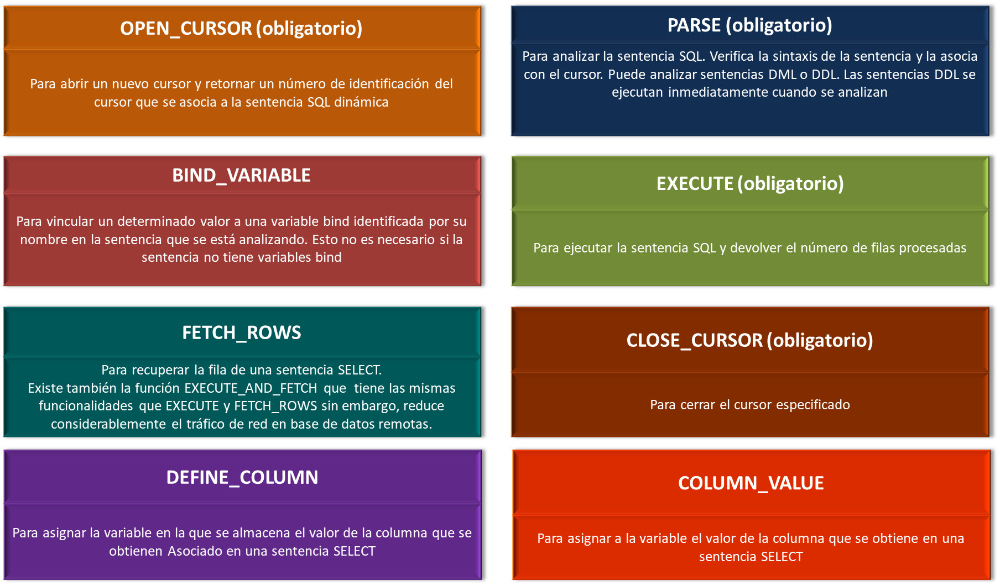 OPEN_CURSOR (obligatorio)
Para abrir un nuevo cursor y retornar un número de identificación del
cursor que se asocia a la sentencia SQL dinámica
PARSE (obligatorio)
Para analizar la sentencia SQL. Verifica la sintaxis de la sentencia y la asocia
con el cursor. Puede analizar sentencias DML o DDL. Las sentencias DDL se
ejecutan inmediatamente cuando se analizan
BIND_VARIABLE
Para vincular un determinado valor a una variable bind identificada por su
nombre en la sentencia que se está analizando. Esto no es necesario si la
sentencia no tiene variables bind
EXECUTE (obligatorio)
Para ejecutar la sentencia SQL y devolver el número de filas procesadas
FETCH_ROWS
Para recuperar la fila de una sentencia SELECT.
Existe también la función EXECUTE_AND_FETCH que tiene las mismas
funcionalidades que EXECUTE y FETCH_ROWS sin embargo, reduce
considerablemente el tráfico de red en base de datos remotas.
CLOSE_CURSOR (obligatorio)
Para cerrar el cursor especificado
DEFINE_COLUMN
Para asignar la variable en la que se almacena el valor de la columna que se
obtienen Asociado en una sentencia SELECT
COLUMN_VALUE
Para asignar a la variable el valor de la columna que se obtiene en una
sentencia SELECT